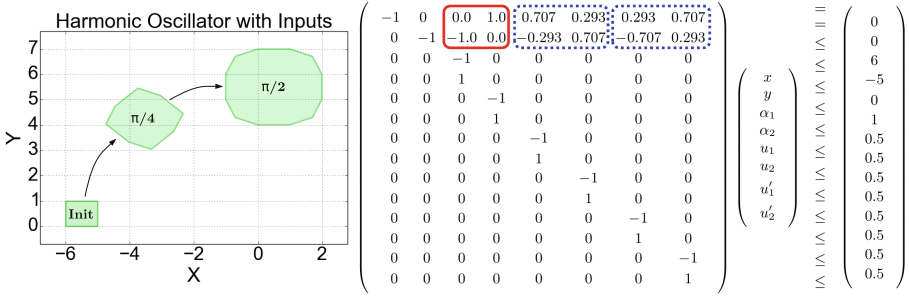 Harmonic Oscillator with Inputs
7
6
5
4
3
2
1
0
Y
π/2
π/4
Init
−6 −4 −2 0 2
X
−1 0 0.0 1.0 0.707 0.293 0.293 0.707
0 −1 −1.0 0.0 −0.293 0.707 −0.707 0.293
0 0 −1 0 0 0 0 0
0 0 1 0 0 0 0 0
0 0 0 −1 0 0 0 0
0 0 0 1 0 0 0 0
0 0 0 0 −1 0 0 0
0 0 0 0 1 0 0 0
0 0 0 0 0 −1 0 0
0 0 0 0 0 1 0 0
0 0 0 0 0 0 −1 0
0 0 0 0 0 0 1 0
0 0 0 0 0 0 0 −1
0 0 0 0 0 0 0 1
x
y
α₁
α₂
u₁
u₂
u′₁
u′₂
=
=
≤
≤
≤
≤
≤
≤
≤
≤
≤
≤
≤
≤
0
0
6
−5
0
1
0.5
0.5
0.5
0.5
0.5
0.5
0.5
0.5